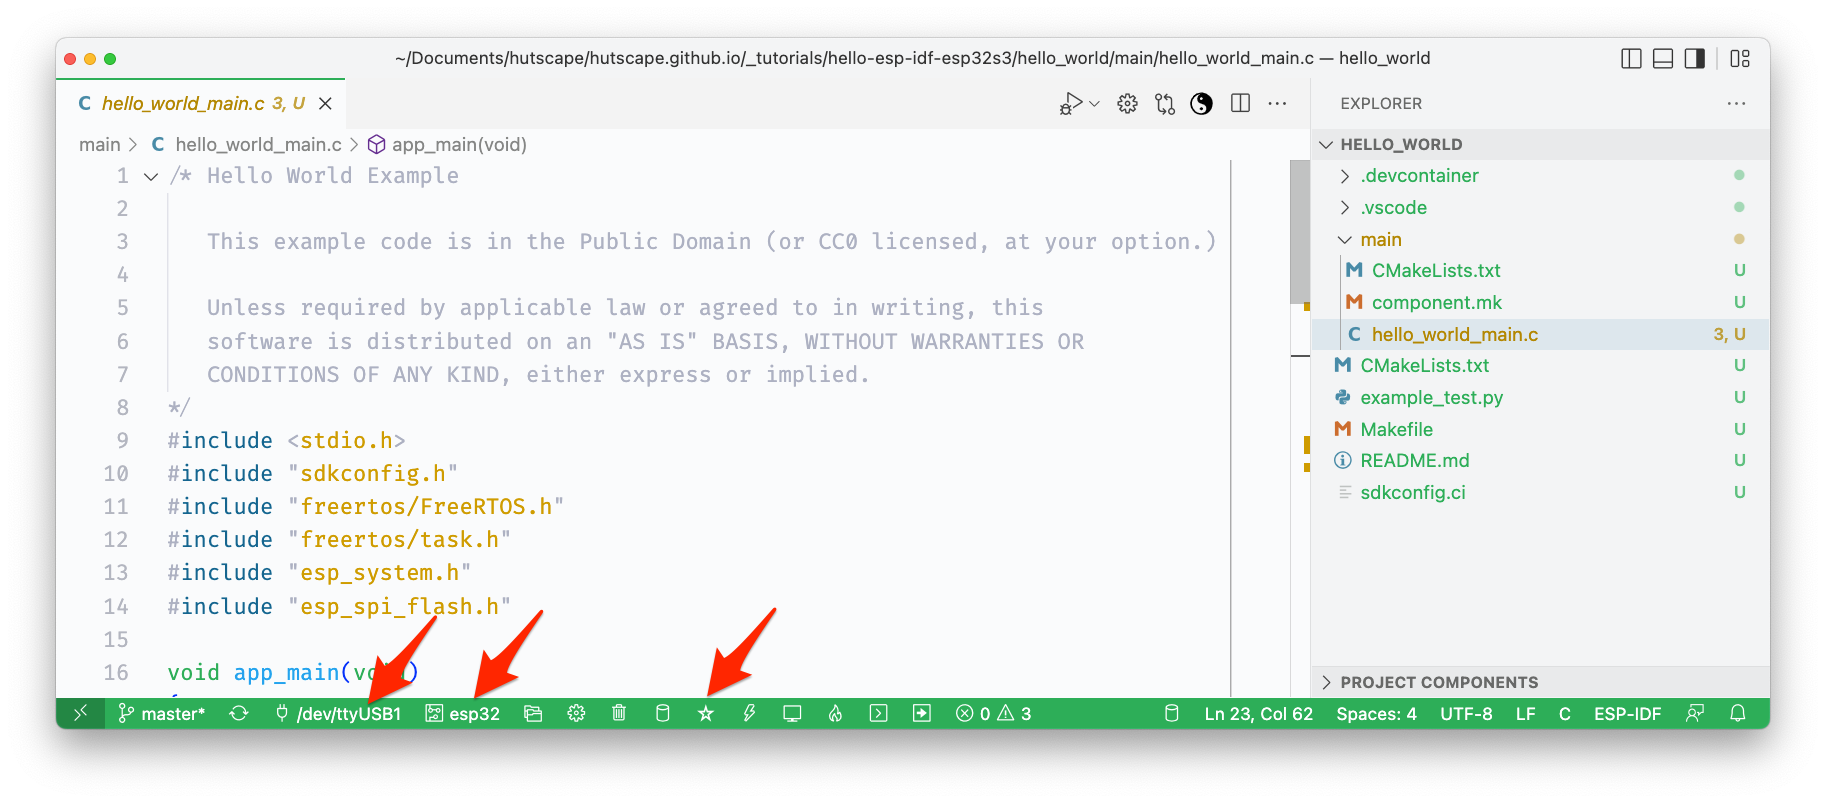 ~/Documents/hutscape/hutscape.github.io/_tutorials/hello-esp-idf-esp32s3/hello_world/main/hello_world_main.c — hello_world
C hello_world_main.c 3, U
main > C hello_world_main.c > app_main(void)
1 /* Hello World Example
2
3 This example code is in the Public Domain (or CC0 licensed, at your option.)
4
5 Unless required by applicable law or agreed to in writing, this
6 software is distributed on an "AS IS" BASIS, WITHOUT WARRANTIES OR
7 CONDITIONS OF ANY KIND, either express or implied.
8 */
9 #include <stdio.h>
10 #include "sdkconfig.h"
11 #include "freertos/FreeRTOS.h"
12 #include "freertos/task.h"
13 #include "esp_system.h"
14 #include "esp_spi_flash.h"
15
16 void app_main(void)
EXPLORER
HELLO_WORLD
.devcontainer
.vscode
main
M CMakeLists.txt U
M component.mk U
C hello_world_main.c 3, U
M CMakeLists.txt U
example_test.py U
M Makefile U
README.md U
sdkconfig.ci U
PROJECT COMPONENTS
master* /dev/ttyUSB1 esp32 0 3 Ln 23, Col 62 Spaces: 4 UTF-8 LF C ESP-IDF